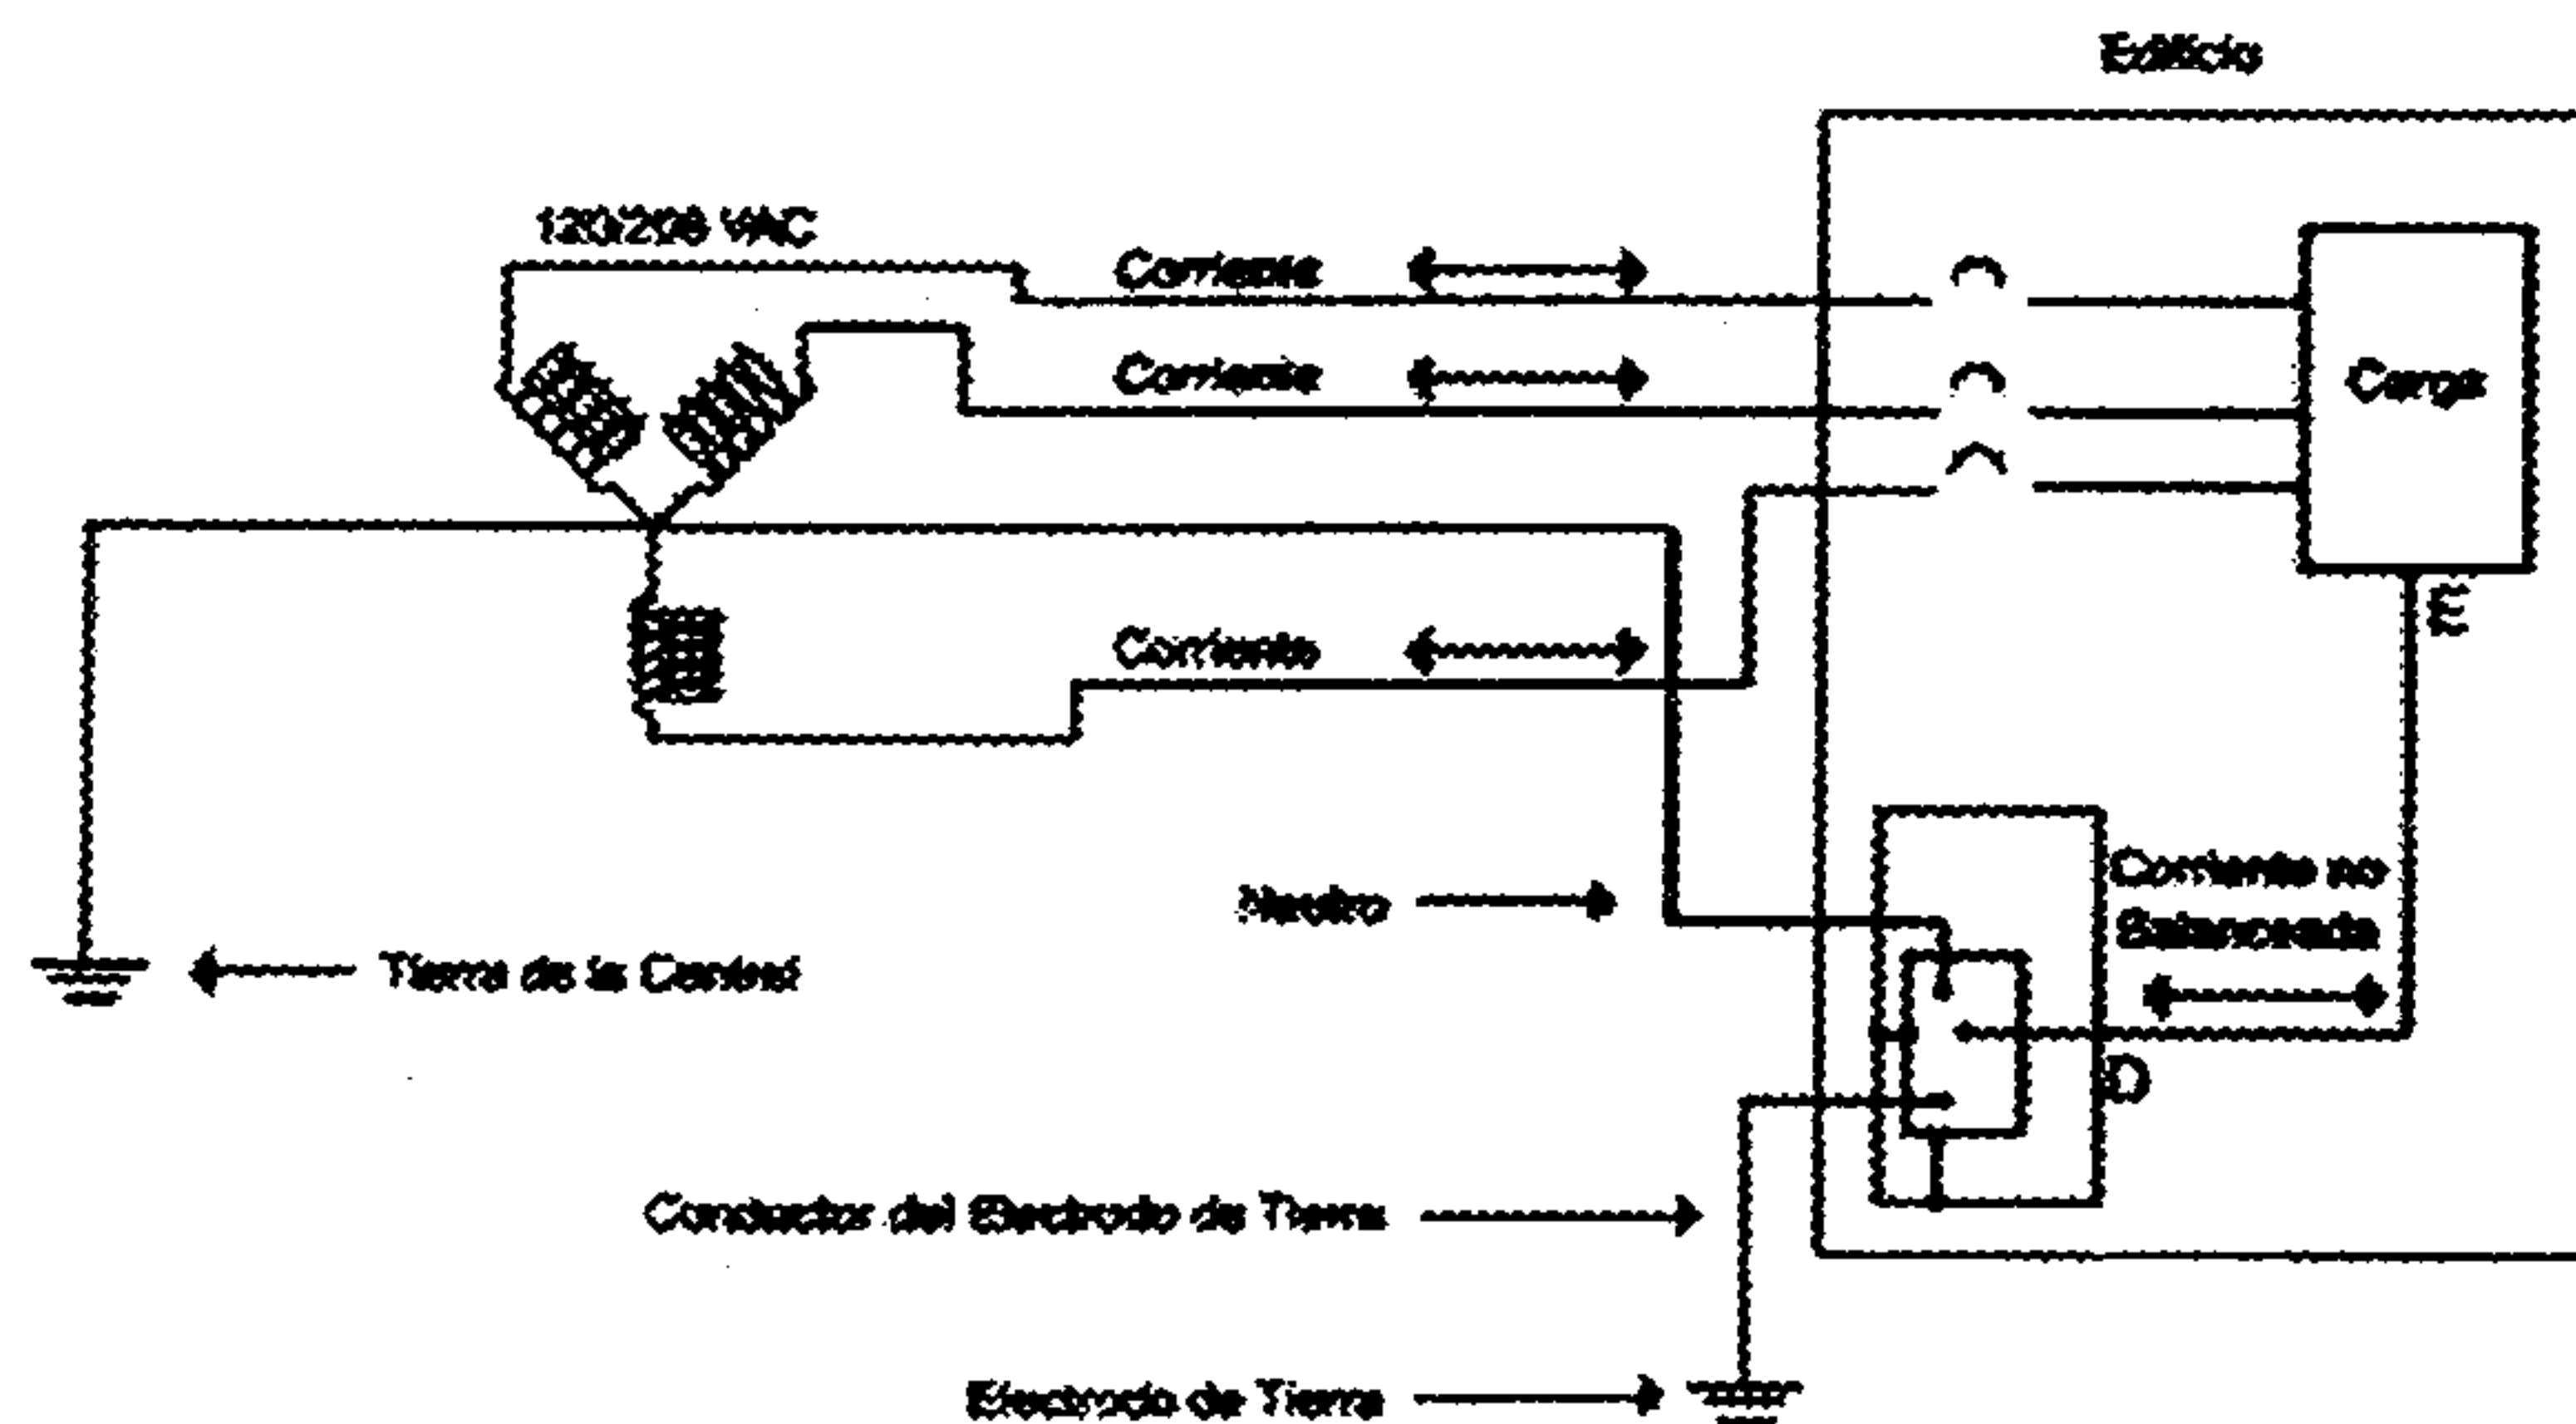 Edificio
120/208 VAC
Corriente
Corriente
Carga
E
Corriente
Corriente no
Balanceada
Neutro
Tierra de la Central
D
Conductor del Electrodo de Tierra
Electrodo de Tierra